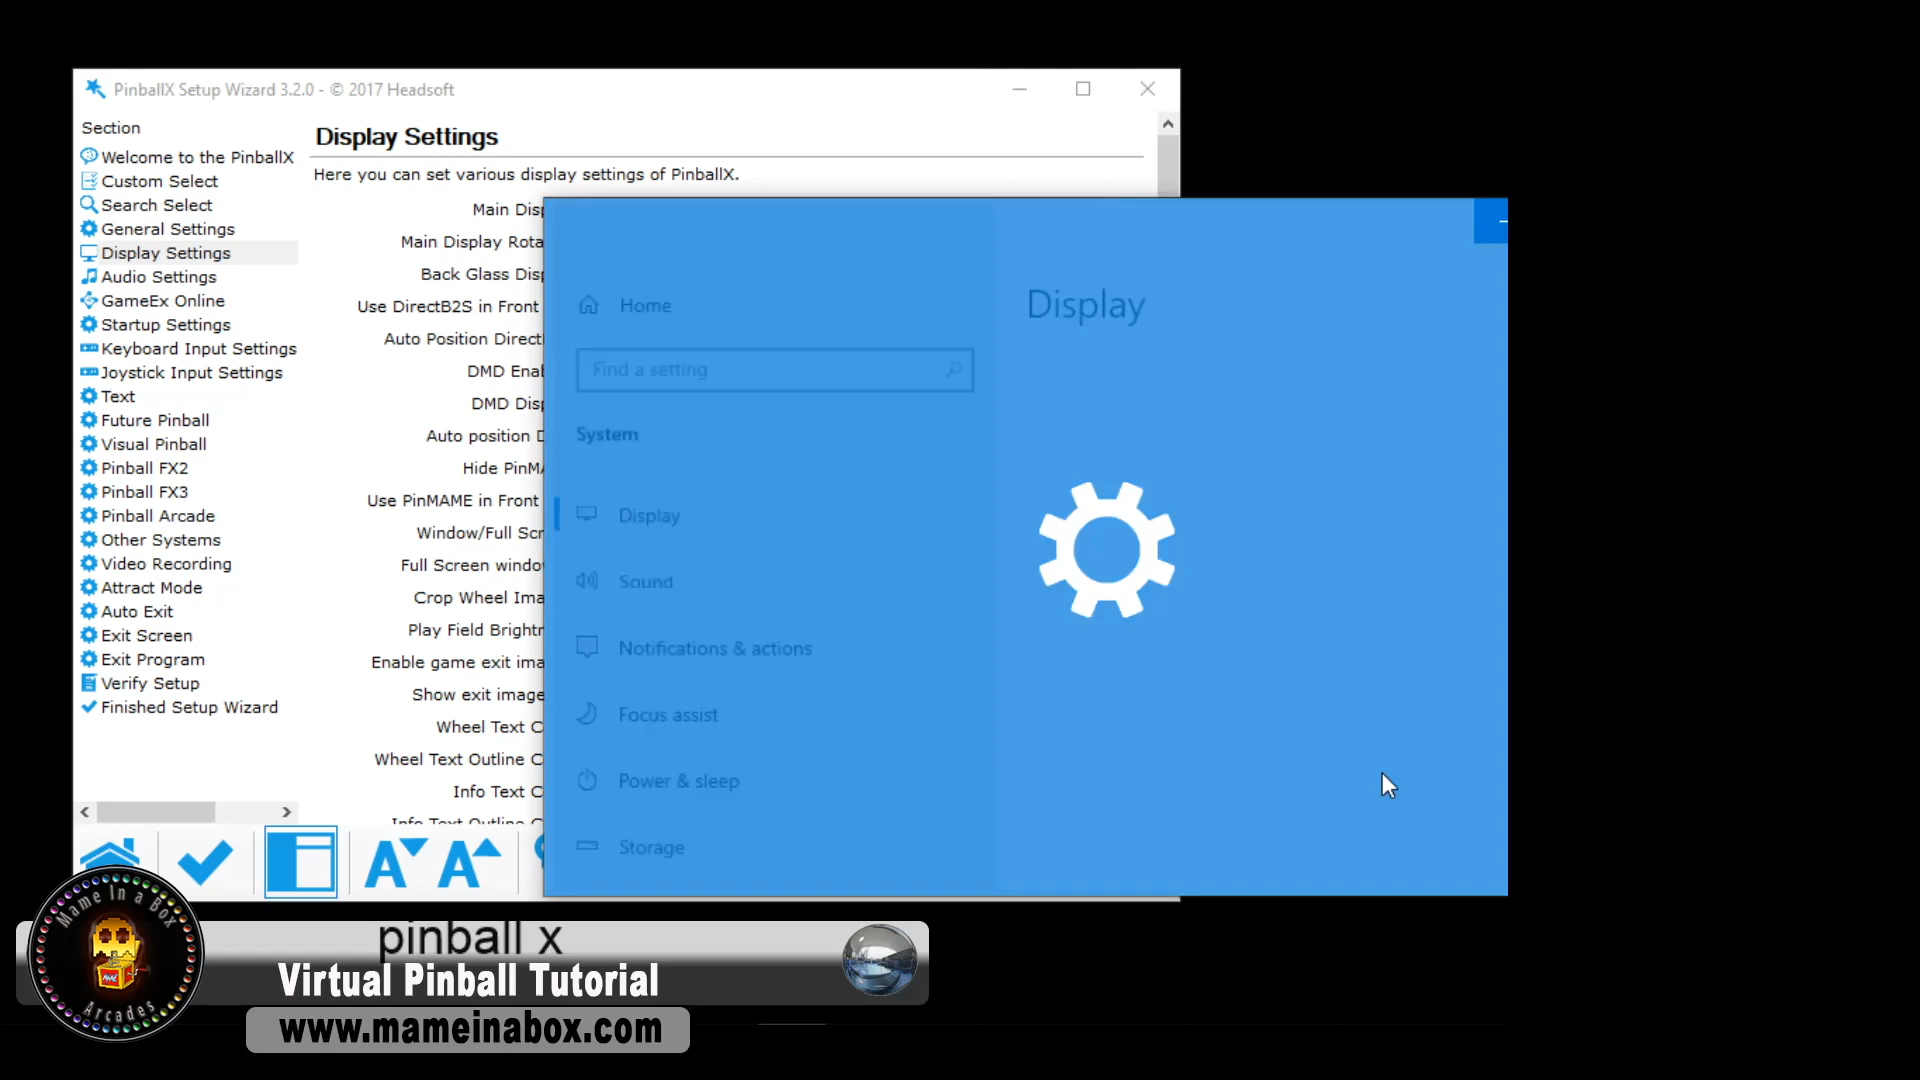 PinballX Setup Wizard 3.2.0 - © 2017 Headsoft
Section
Welcome to the PinballX
Custom Select
Search Select
General Settings
Display Settings
Audio Settings
GameEx Online
Startup Settings
Keyboard Input Settings
Joystick Input Settings
Text
Future Pinball
Visual Pinball
Pinball FX2
Pinball FX3
Pinball Arcade
Other Systems
Video Recording
Attract Mode
Auto Exit
Exit Screen
Exit Program
Verify Setup
Finished Setup Wizard
Display Settings
Here you can set various display settings of PinballX.
Main Disp
Main Display Rota
Back Glass Disp
Use DirectB2S in Front
Auto Position Direct
DMD Enab
DMD Disp
Auto position D
Hide PinMA
Use PinMAME in Front
Window/Full Scr
Full Screen windo
Crop Wheel Ima
Play Field Brightn
Enable game exit ima
Show exit image
Wheel Text C
Wheel Text Outline C
Info Text C
Info Text Outline C
Home
Find a setting
System
Display
Sound
Notifications & actions
Focus assist
Power & sleep
Storage
Display
A A
Mame In a Box
Arcades
pinball x
Virtual Pinball Tutorial
www.mameinabox.com